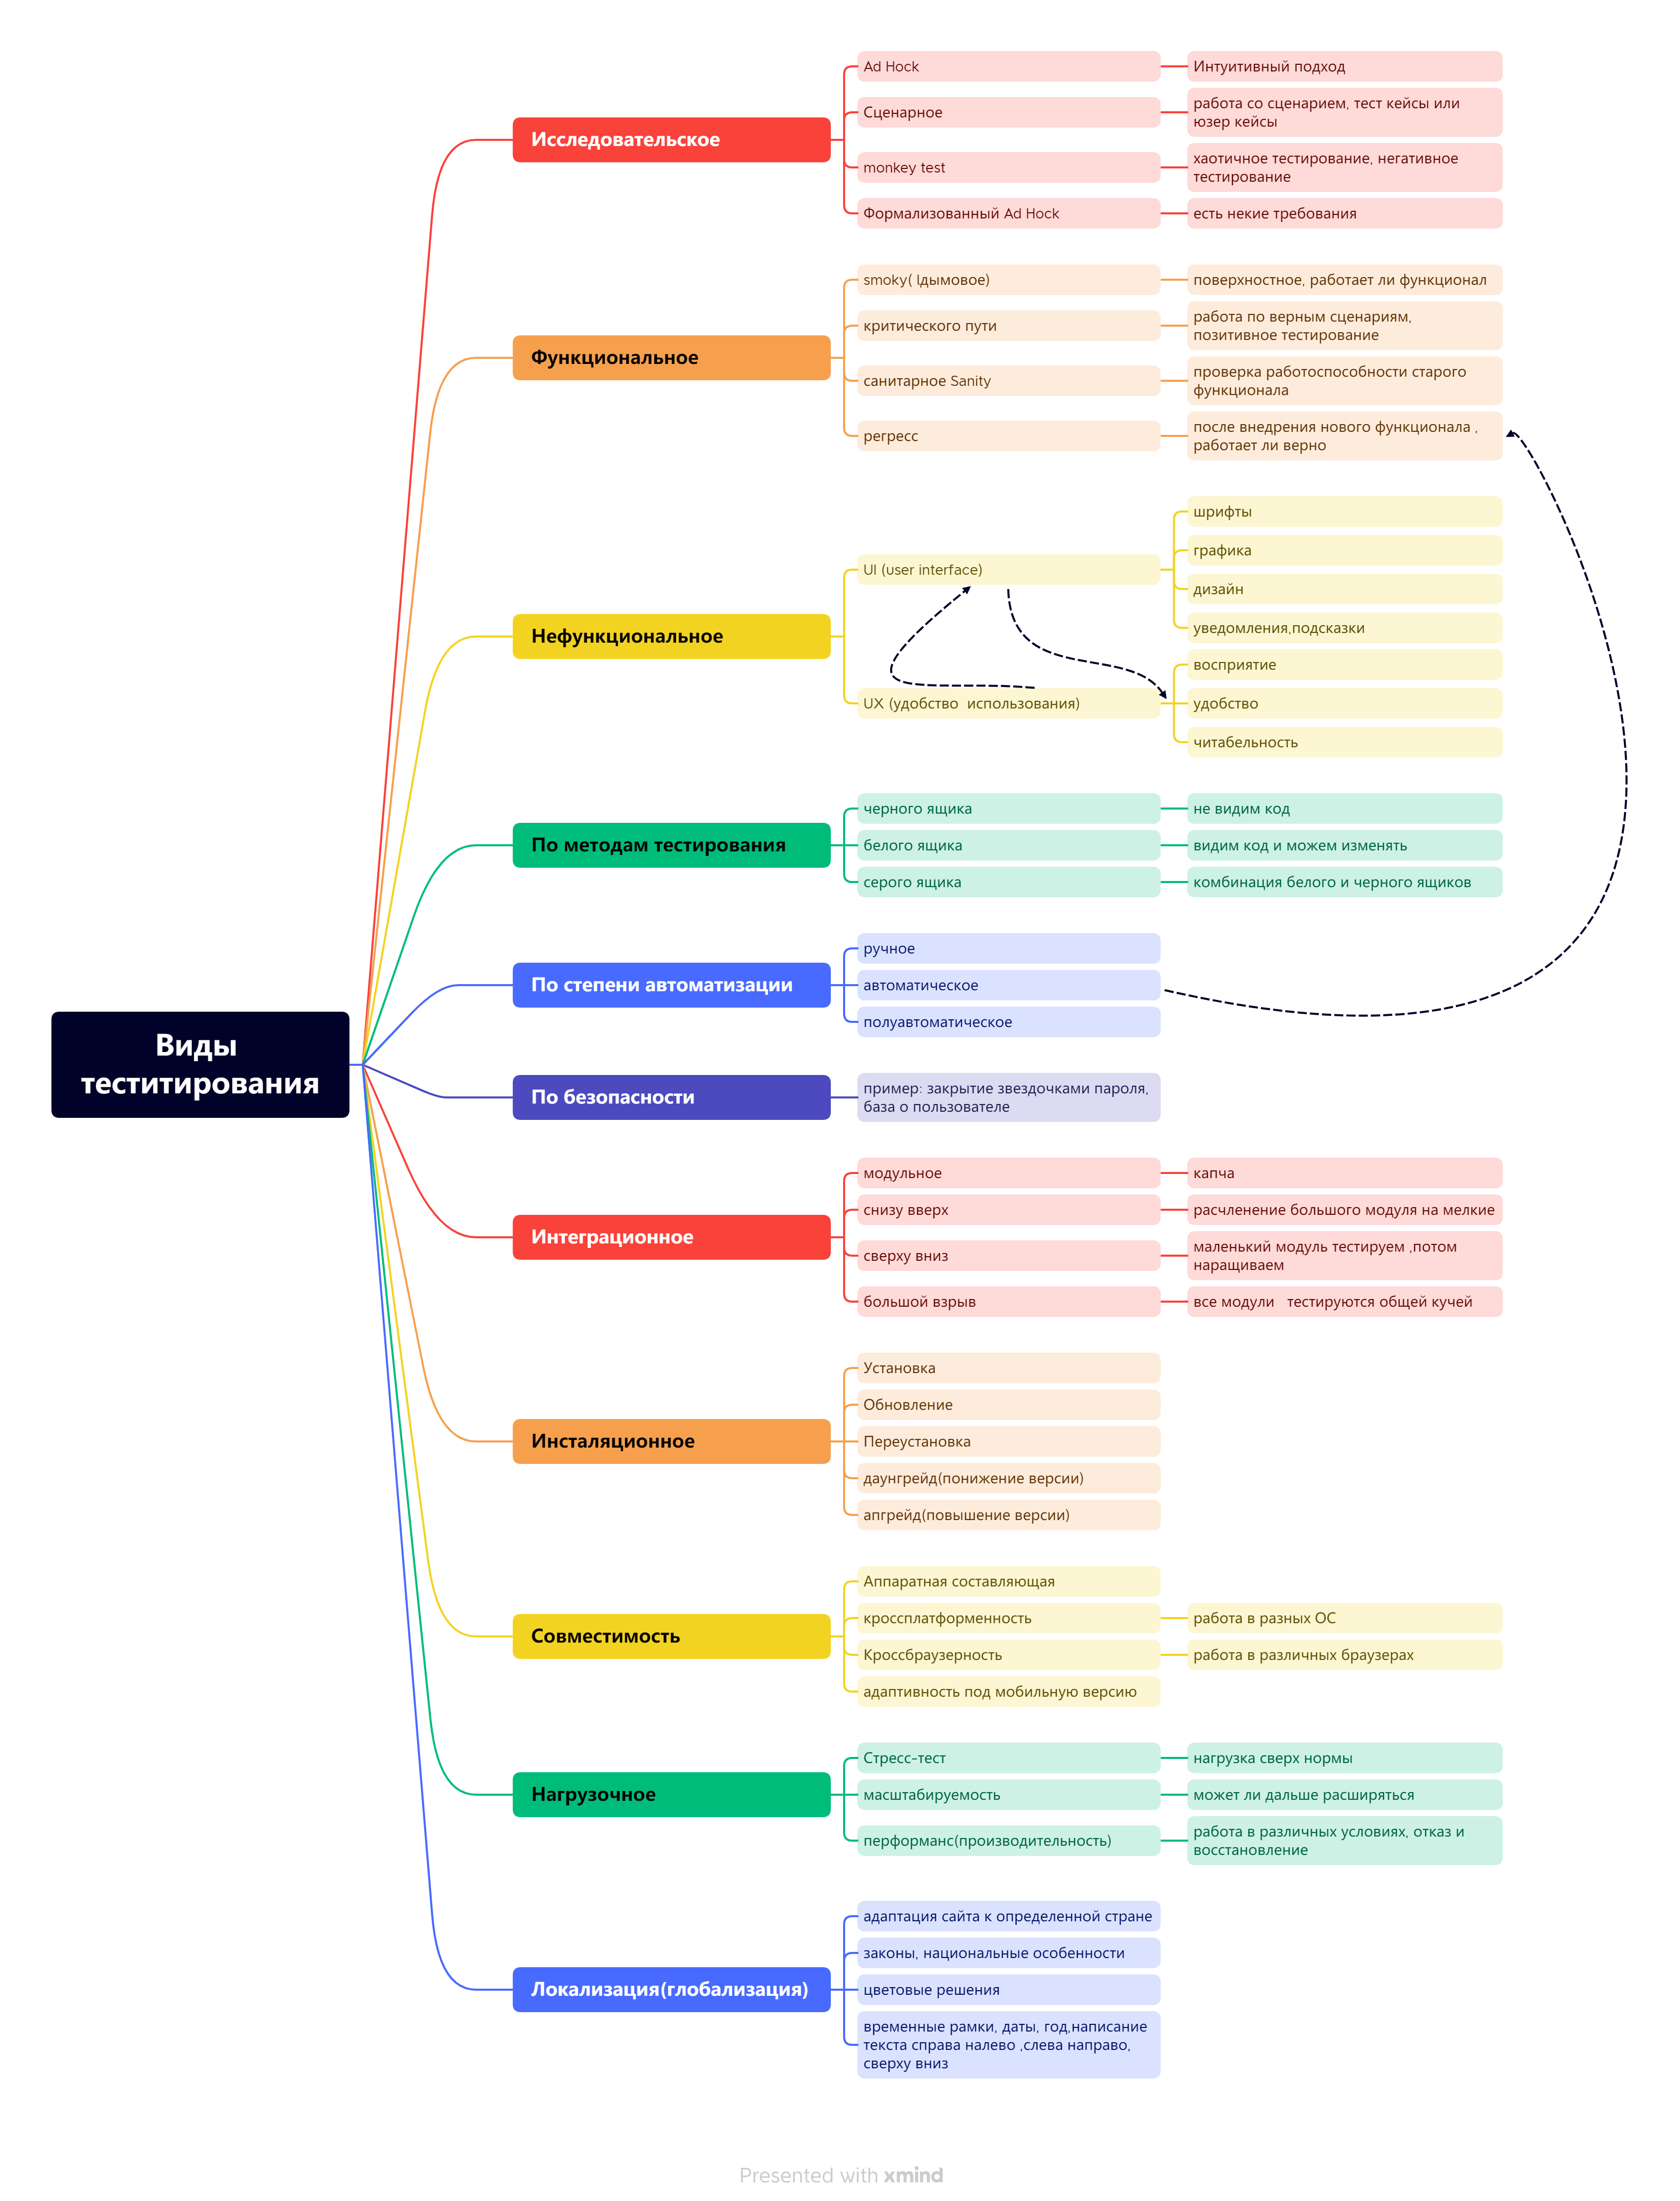 Виды
теститирования
Исследовательское
Ad Hock
Интуитивный подход
Сценарное
работа со сценарием, тест кейсы или
юзер кейсы
monkey test
хаотичное тестирование, негативное
тестирование
Формализованный Ad Hock
есть некие требования
Функциональное
smoky( lдымовое)
поверхностное, работает ли функционал
критического пути
работа по верным сценариям,
позитивное тестирование
санитарное Sanity
проверка работоспособности старого
функционала
регресс
после внедрения нового функционала ,
работает ли верно
Нефункциональное
UI (user interface)
шрифты
графика
дизайн
уведомления,подсказки
UX (удобство  использования)
восприятие
удобство
читабельность
По методам тестирования
черного ящика
не видим код
белого ящика
видим код и можем изменять
серого ящика
комбинация белого и черного ящиков
По степени автоматизации
ручное
автоматическое
полуавтоматическое
По безопасности
пример: закрытие звездочками пароля,
база о пользователе
Интеграционное
модульное
капча
снизу вверх
расчленение большого модуля на мелкие
сверху вниз
маленький модуль тестируем ,потом
наращиваем
большой взрыв
все модули   тестируются общей кучей
Инсталяционное
Установка
Обновление
Переустановка
даунгрейд(понижение версии)
апгрейд(повышение версии)
Совместимость
Аппаратная составляющая
кроссплатформенность
работа в разных ОС
Кроссбраузерность
работа в различных браузерах
адаптивность под мобильную версию
Нагрузочное
Стресс-тест
нагрузка сверх нормы
масштабируемость
может ли дальше расширяться
перформанс(производительность)
работа в различных условиях, отказ и
восстановление
Локализация(глобализация)
адаптация сайта к определенной стране
законы, национальные особенности
цветовые решения
временные рамки, даты, год,написание
текста справа налево ,слева направо,
сверху вниз
Presented with xmind